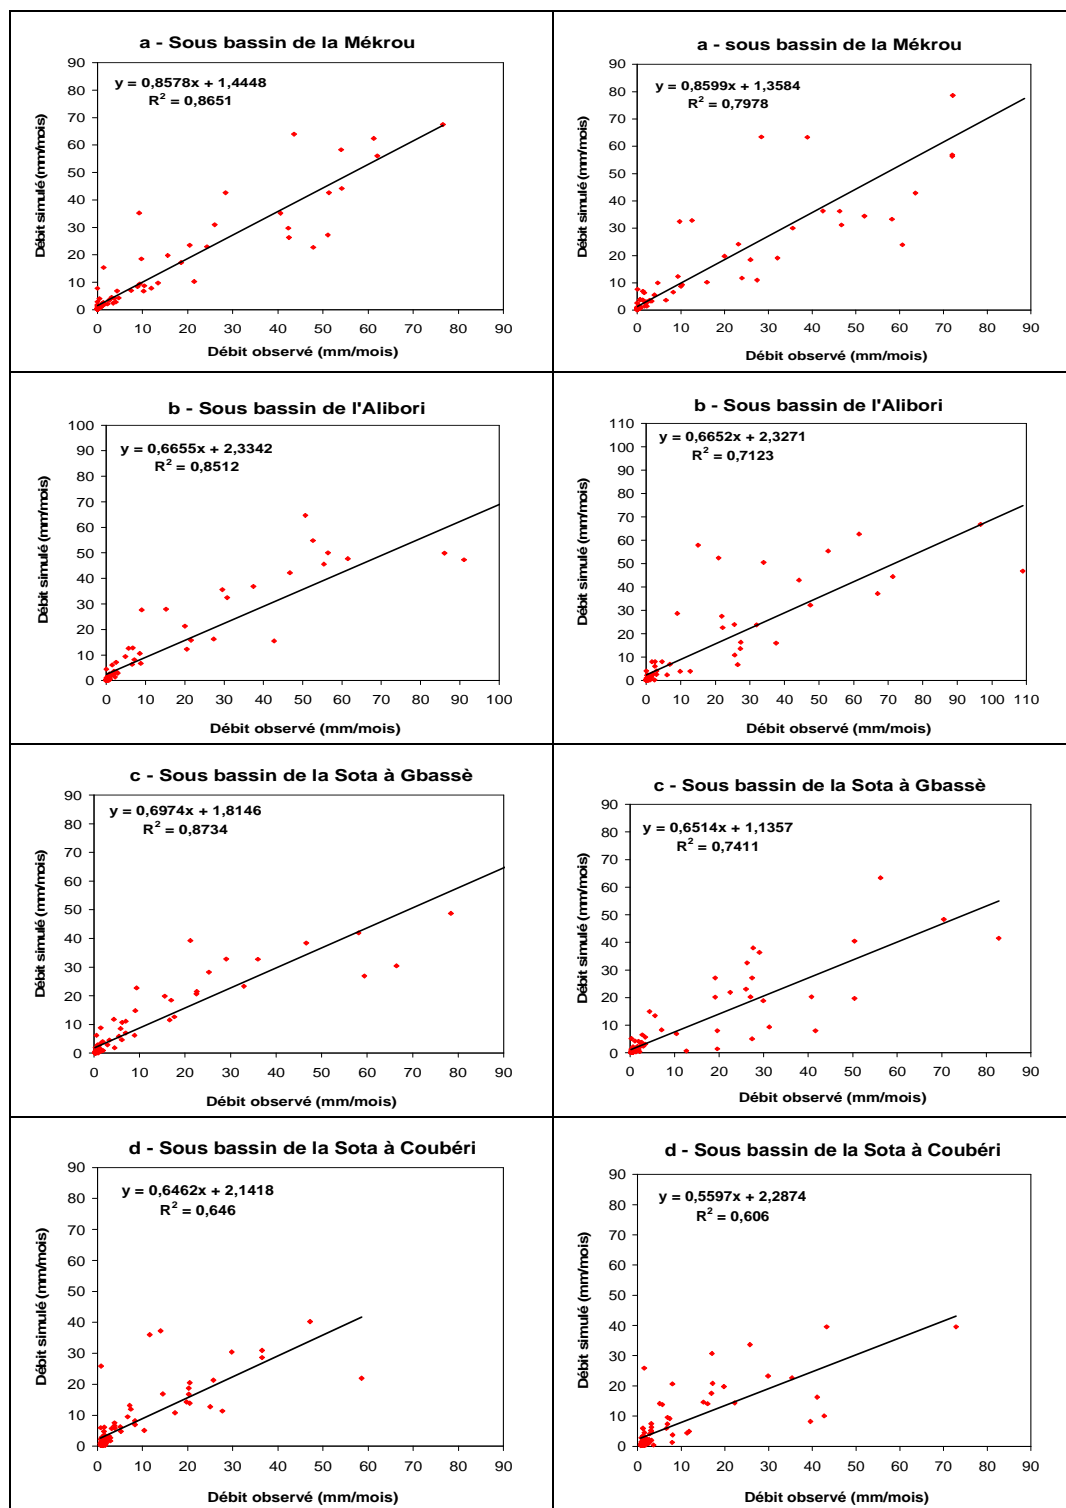 a - Sous bassin de la Mékrou
y = 0,8578x + 1,4448
R² = 0,8651
Débit simulé (mm/mois)
90
80
70
60
50
40
30
20
10
0
0 10 20 30 40 50 60 70 80 90
Débit observé (mm/mois)
a - sous bassin de la Mékrou
y = 0,8599x + 1,3584
R² = 0,7978
Débit simulé (mm/mois)
90
80
70
60
50
40
30
20
10
0
0 10 20 30 40 50 60 70 80 90
Débit observé (mm/mois)
b - Sous bassin de l'Alibori
y = 0,6655x + 2,3342
R² = 0,8512
Débit simulé (mm/mois)
100
90
80
70
60
50
40
30
20
10
0
0 20 40 60 80 100
Débit observé (mm/mois)
b - Sous bassin de l'Alibori
y = 0,6652x + 2,3271
R² = 0,7123
Débit simulé (mm/mois)
110
100
90
80
70
60
50
40
30
20
10
0
0 10 20 30 40 50 60 70 80 90 100 110
Débit observé (mm/mois)
c - Sous bassin de la Sota à Gbassè
y = 0,6974x + 1,8146
R² = 0,8734
Débit simulé (mm/mois)
90
80
70
60
50
40
30
20
10
0
0 10 20 30 40 50 60 70 80 90
Débit observé (mm/mois)
c - Sous bassin de la Sota à Gbassè
y = 0,6514x + 1,1357
R² = 0,7411
Débit simulé (mm/mois)
90
80
70
60
50
40
30
20
10
0
0 10 20 30 40 50 60 70 80 90
Débit observé (mm/mois)
d - Sous bassin de la Sota à Coubéri
y = 0,6462x + 2,1418
R² = 0,646
Débit simulé (mm/mois)
90
80
70
60
50
40
30
20
10
0
0 10 20 30 40 50 60 70 80 90
Débit observé (mm/mois)
d - Sous bassin de la Sota à Coubéri
y = 0,5597x + 2,2874
R² = 0,606
Débit simulé (mm/mois)
90
80
70
60
50
40
30
20
10
0
0 10 20 30 40 50 60 70 80 90
Débit observé (mm/mois)